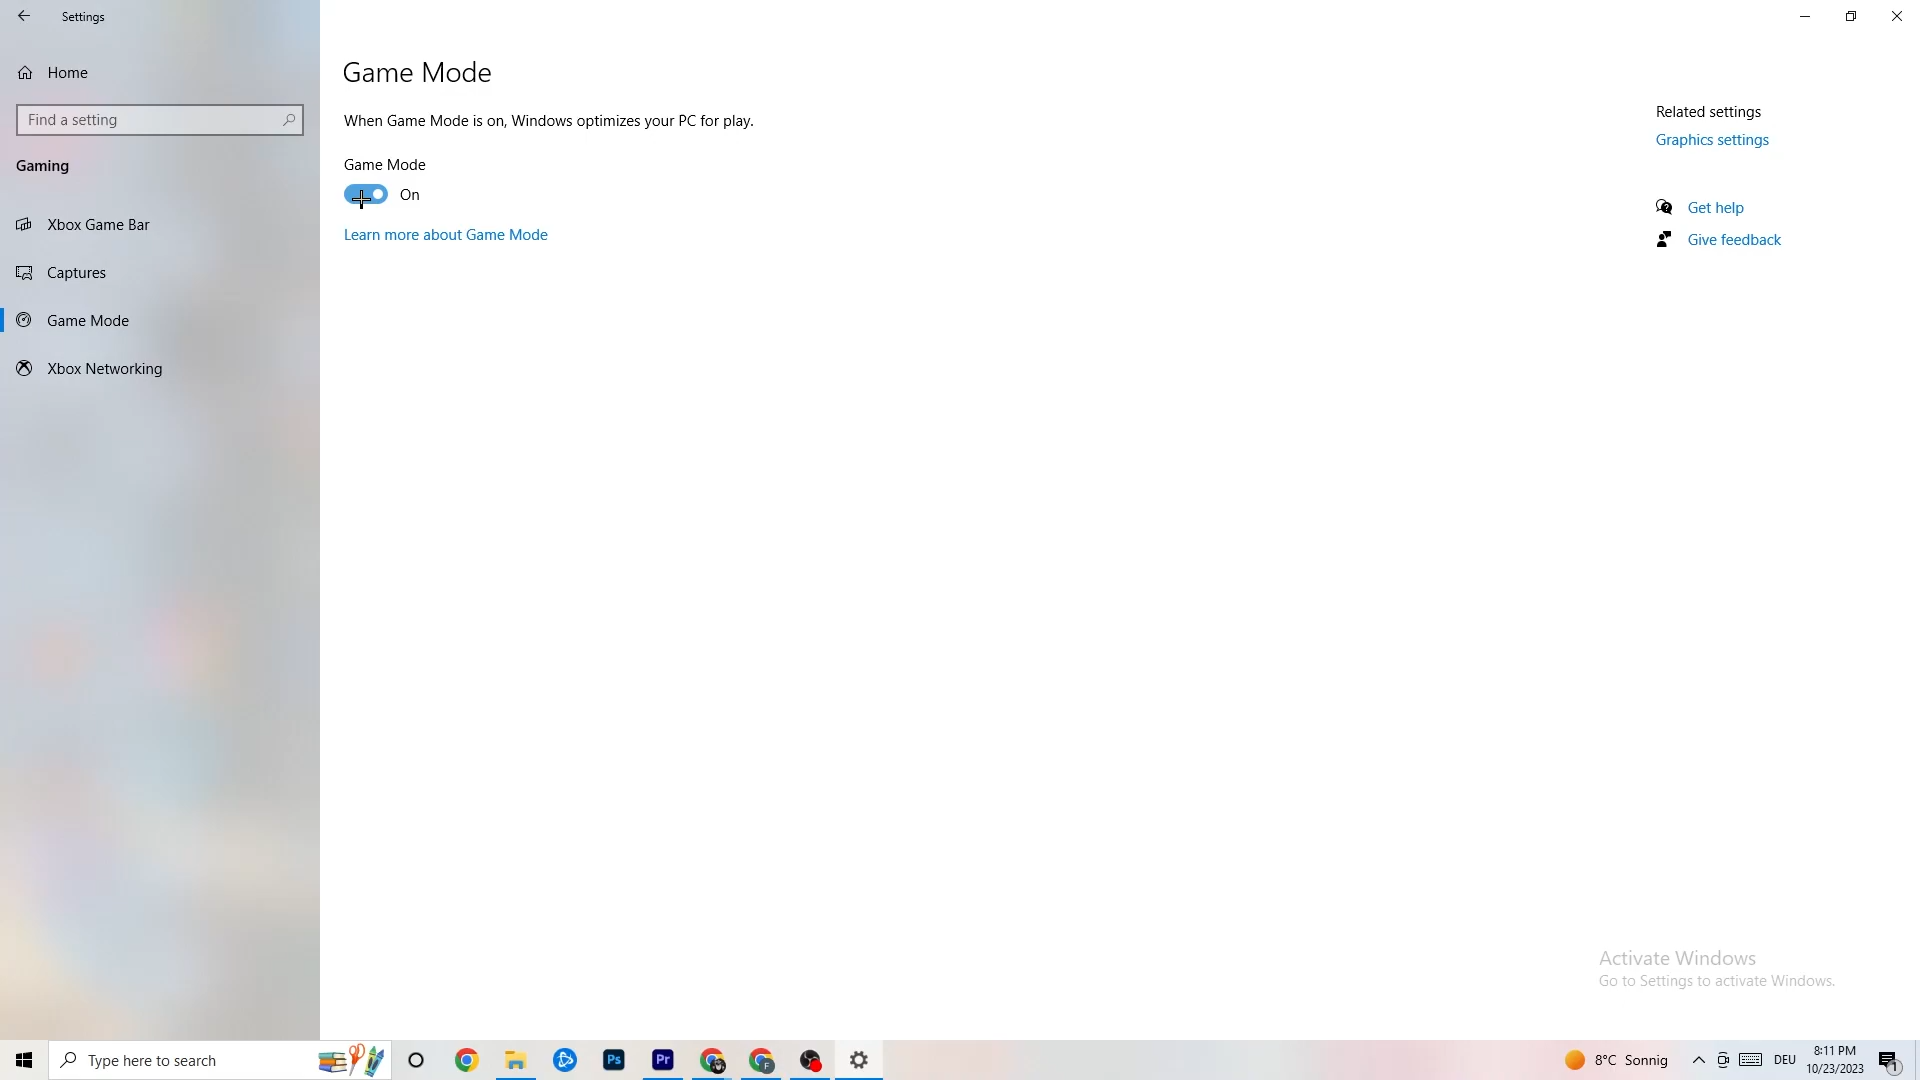 Settings
Home
Find a setting
Gaming
Xbox Game Bar
Captures
Game Mode
Xbox Networking
Game Mode
When Game Mode is on, Windows optimizes your PC for play.
Game Mode
On
Learn more about Game Mode
Related settings
Graphics settings
Get help
Give feedback
Activate Windows
Go to Settings to activate Windows.
Type here to search
Ps
Pr
F
8°C Sonnig
DEU
8:11 PM
10/23/2023
1